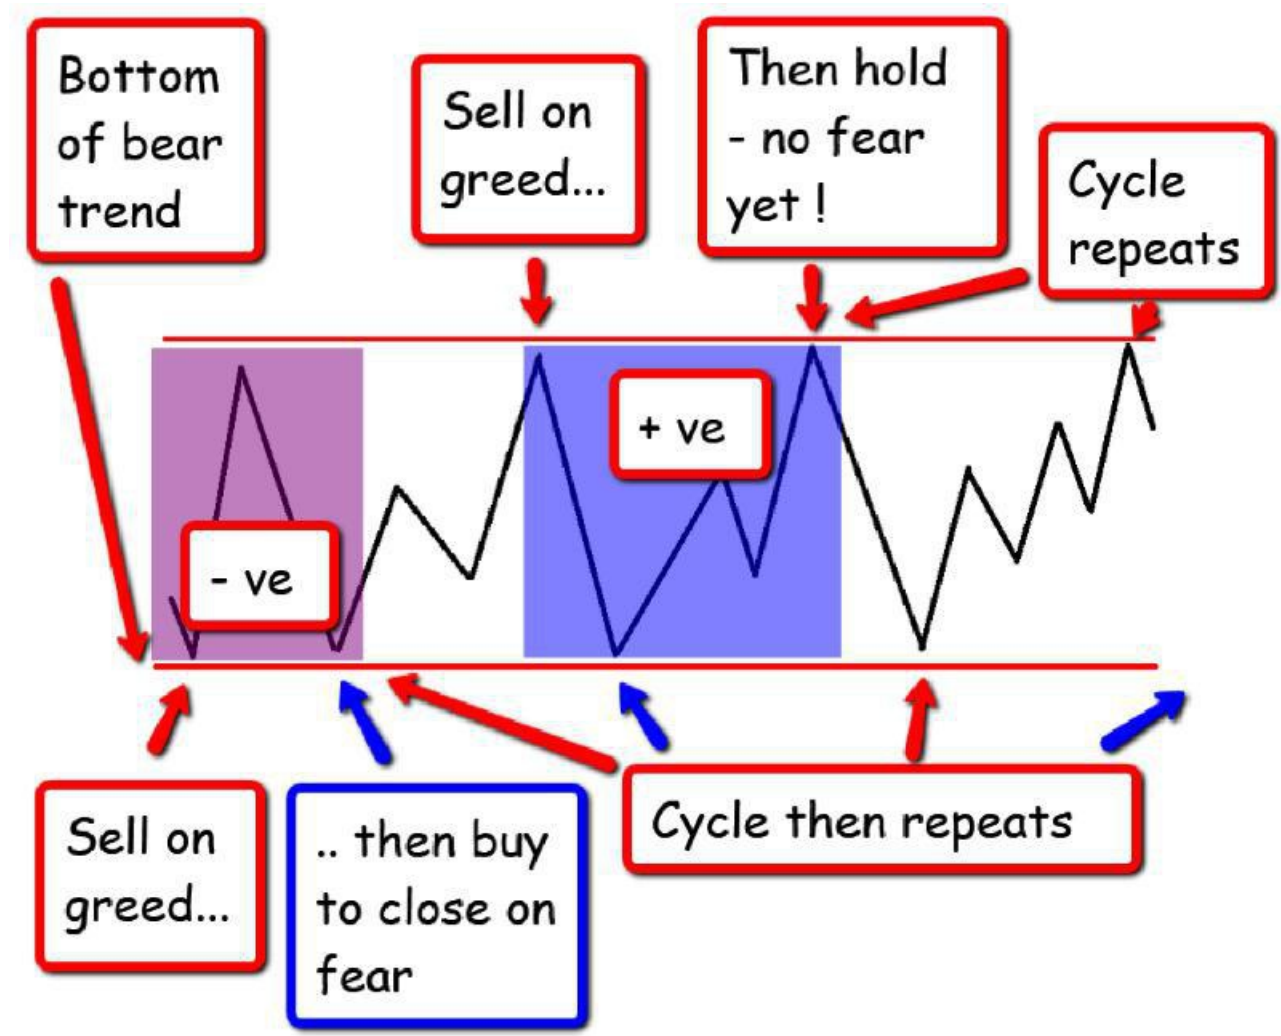 Bottom
of bear
trend
Sell on
greed...
Then hold
- no fear
yet !
Cycle
repeats
+ ve
- ve
Sell on
greed...
.. then buy
to close on
fear
Cycle then repeats